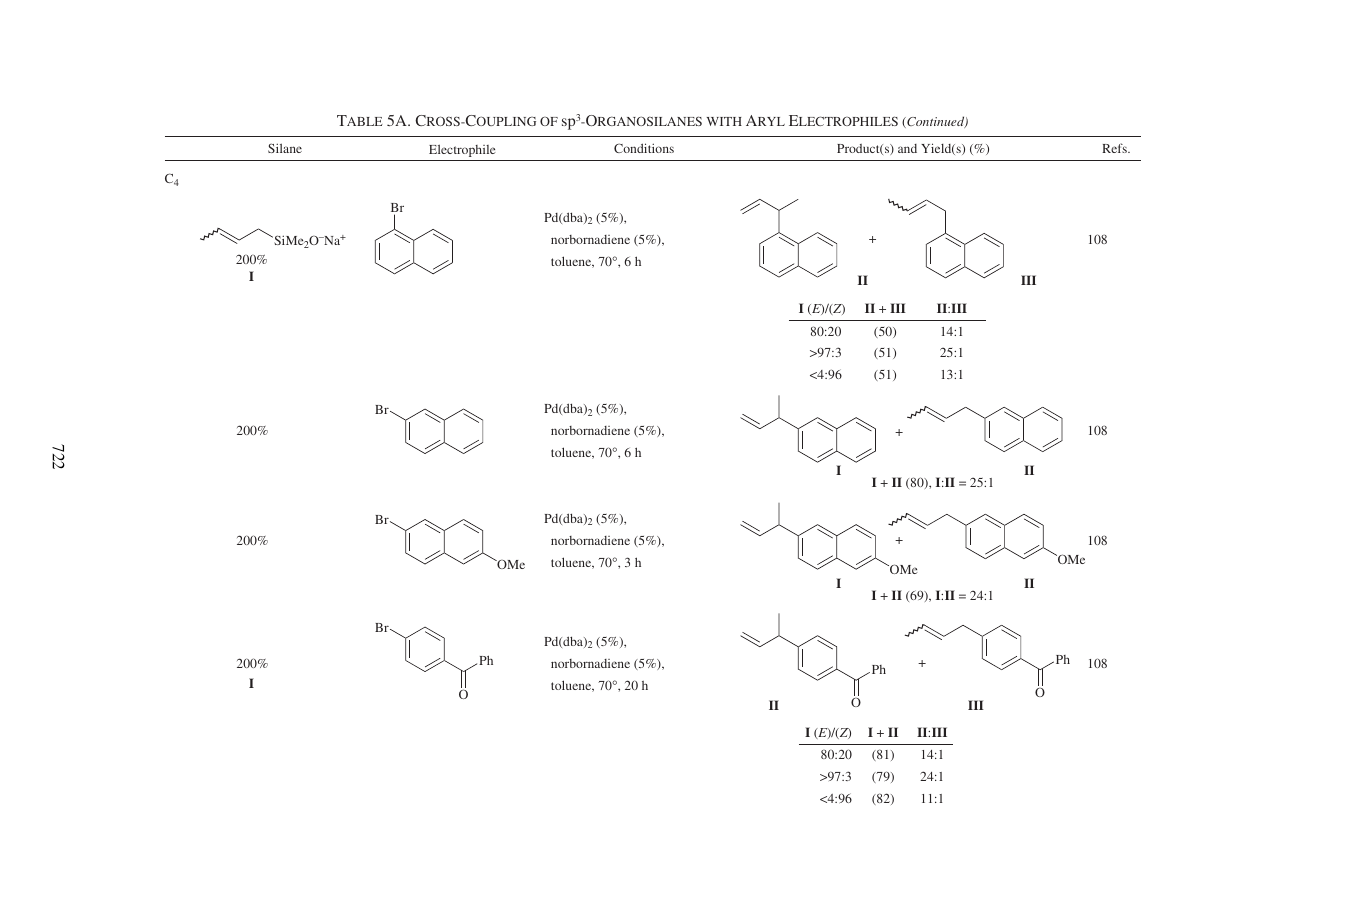 TABLE 5A. CROSS-COUPLING OF sp³-ORGANOSILANES WITH ARYL ELECTROPHILES (Continued)
Silane Electrophile Conditions Product(s) and Yield(s) (%) Refs.
C₄
Br
SiMe₂O⁻Na⁺
200%
I
Pd(dba)₂ (5%),
norbornadiene (5%),
toluene, 70°, 6 h
+
II
III
108
I (E)/(Z) II + III II:III
80:20 (50) 14:1
>97:3 (51) 25:1
<4:96 (51) 13:1
200%
Br
Pd(dba)₂ (5%),
norbornadiene (5%),
toluene, 70°, 6 h
+
I
II
108
I + II (80), I:II = 25:1
200%
Br
OMe
Pd(dba)₂ (5%),
norbornadiene (5%),
toluene, 70°, 3 h
OMe
+
OMe
I
II
108
I + II (69), I:II = 24:1
200%
I
Br
Ph
O
Pd(dba)₂ (5%),
norbornadiene (5%),
toluene, 70°, 20 h
Ph
O
+
Ph
O
II
III
108
I (E)/(Z) I + II II:III
80:20 (81) 14:1
>97:3 (79) 24:1
<4:96 (82) 11:1
722